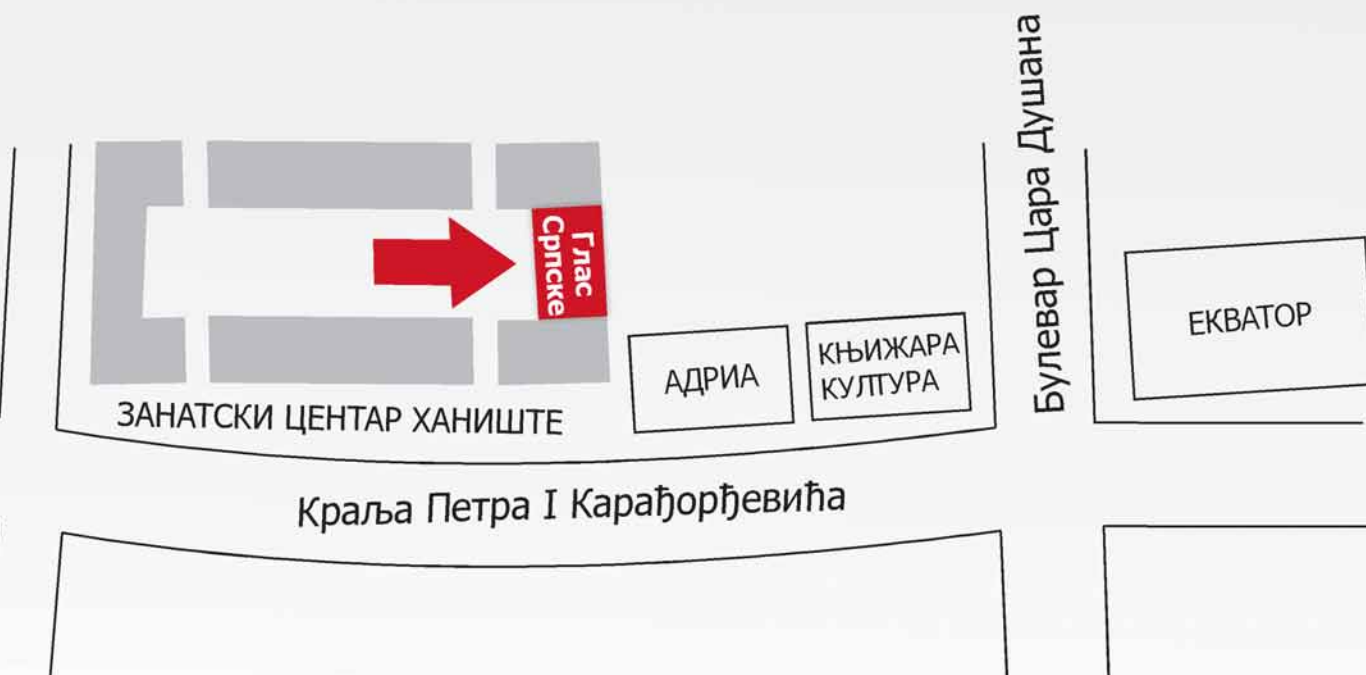 Булевар Цара Душана
Глас
Српске
ЕКВАТОР
АДРИА
КЊИЖАРА
КУЛТУРА
ЗАНАТСКИ ЦЕНТАР ХАНИШТЕ
Краља Петра I Карађорђевића